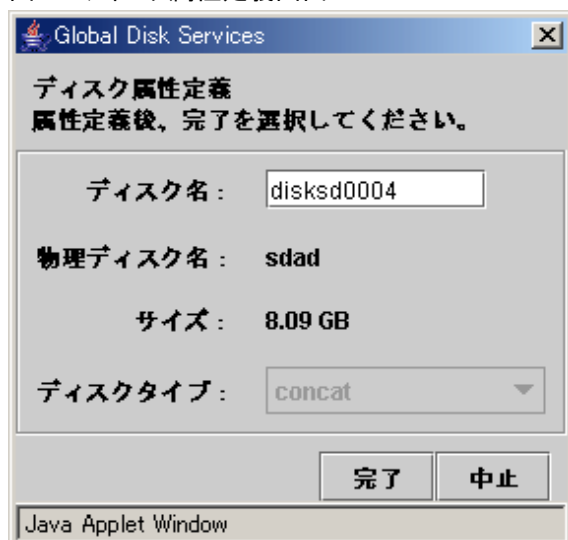 Global Disk Services
ディスク属性定義
属性定義後，完了を選択してください。
ディスク名： disksd0004
物理ディスク名： sdad
サイズ： 8.09 GB
ディスクタイプ： concat
完了 中止
Java Applet Window